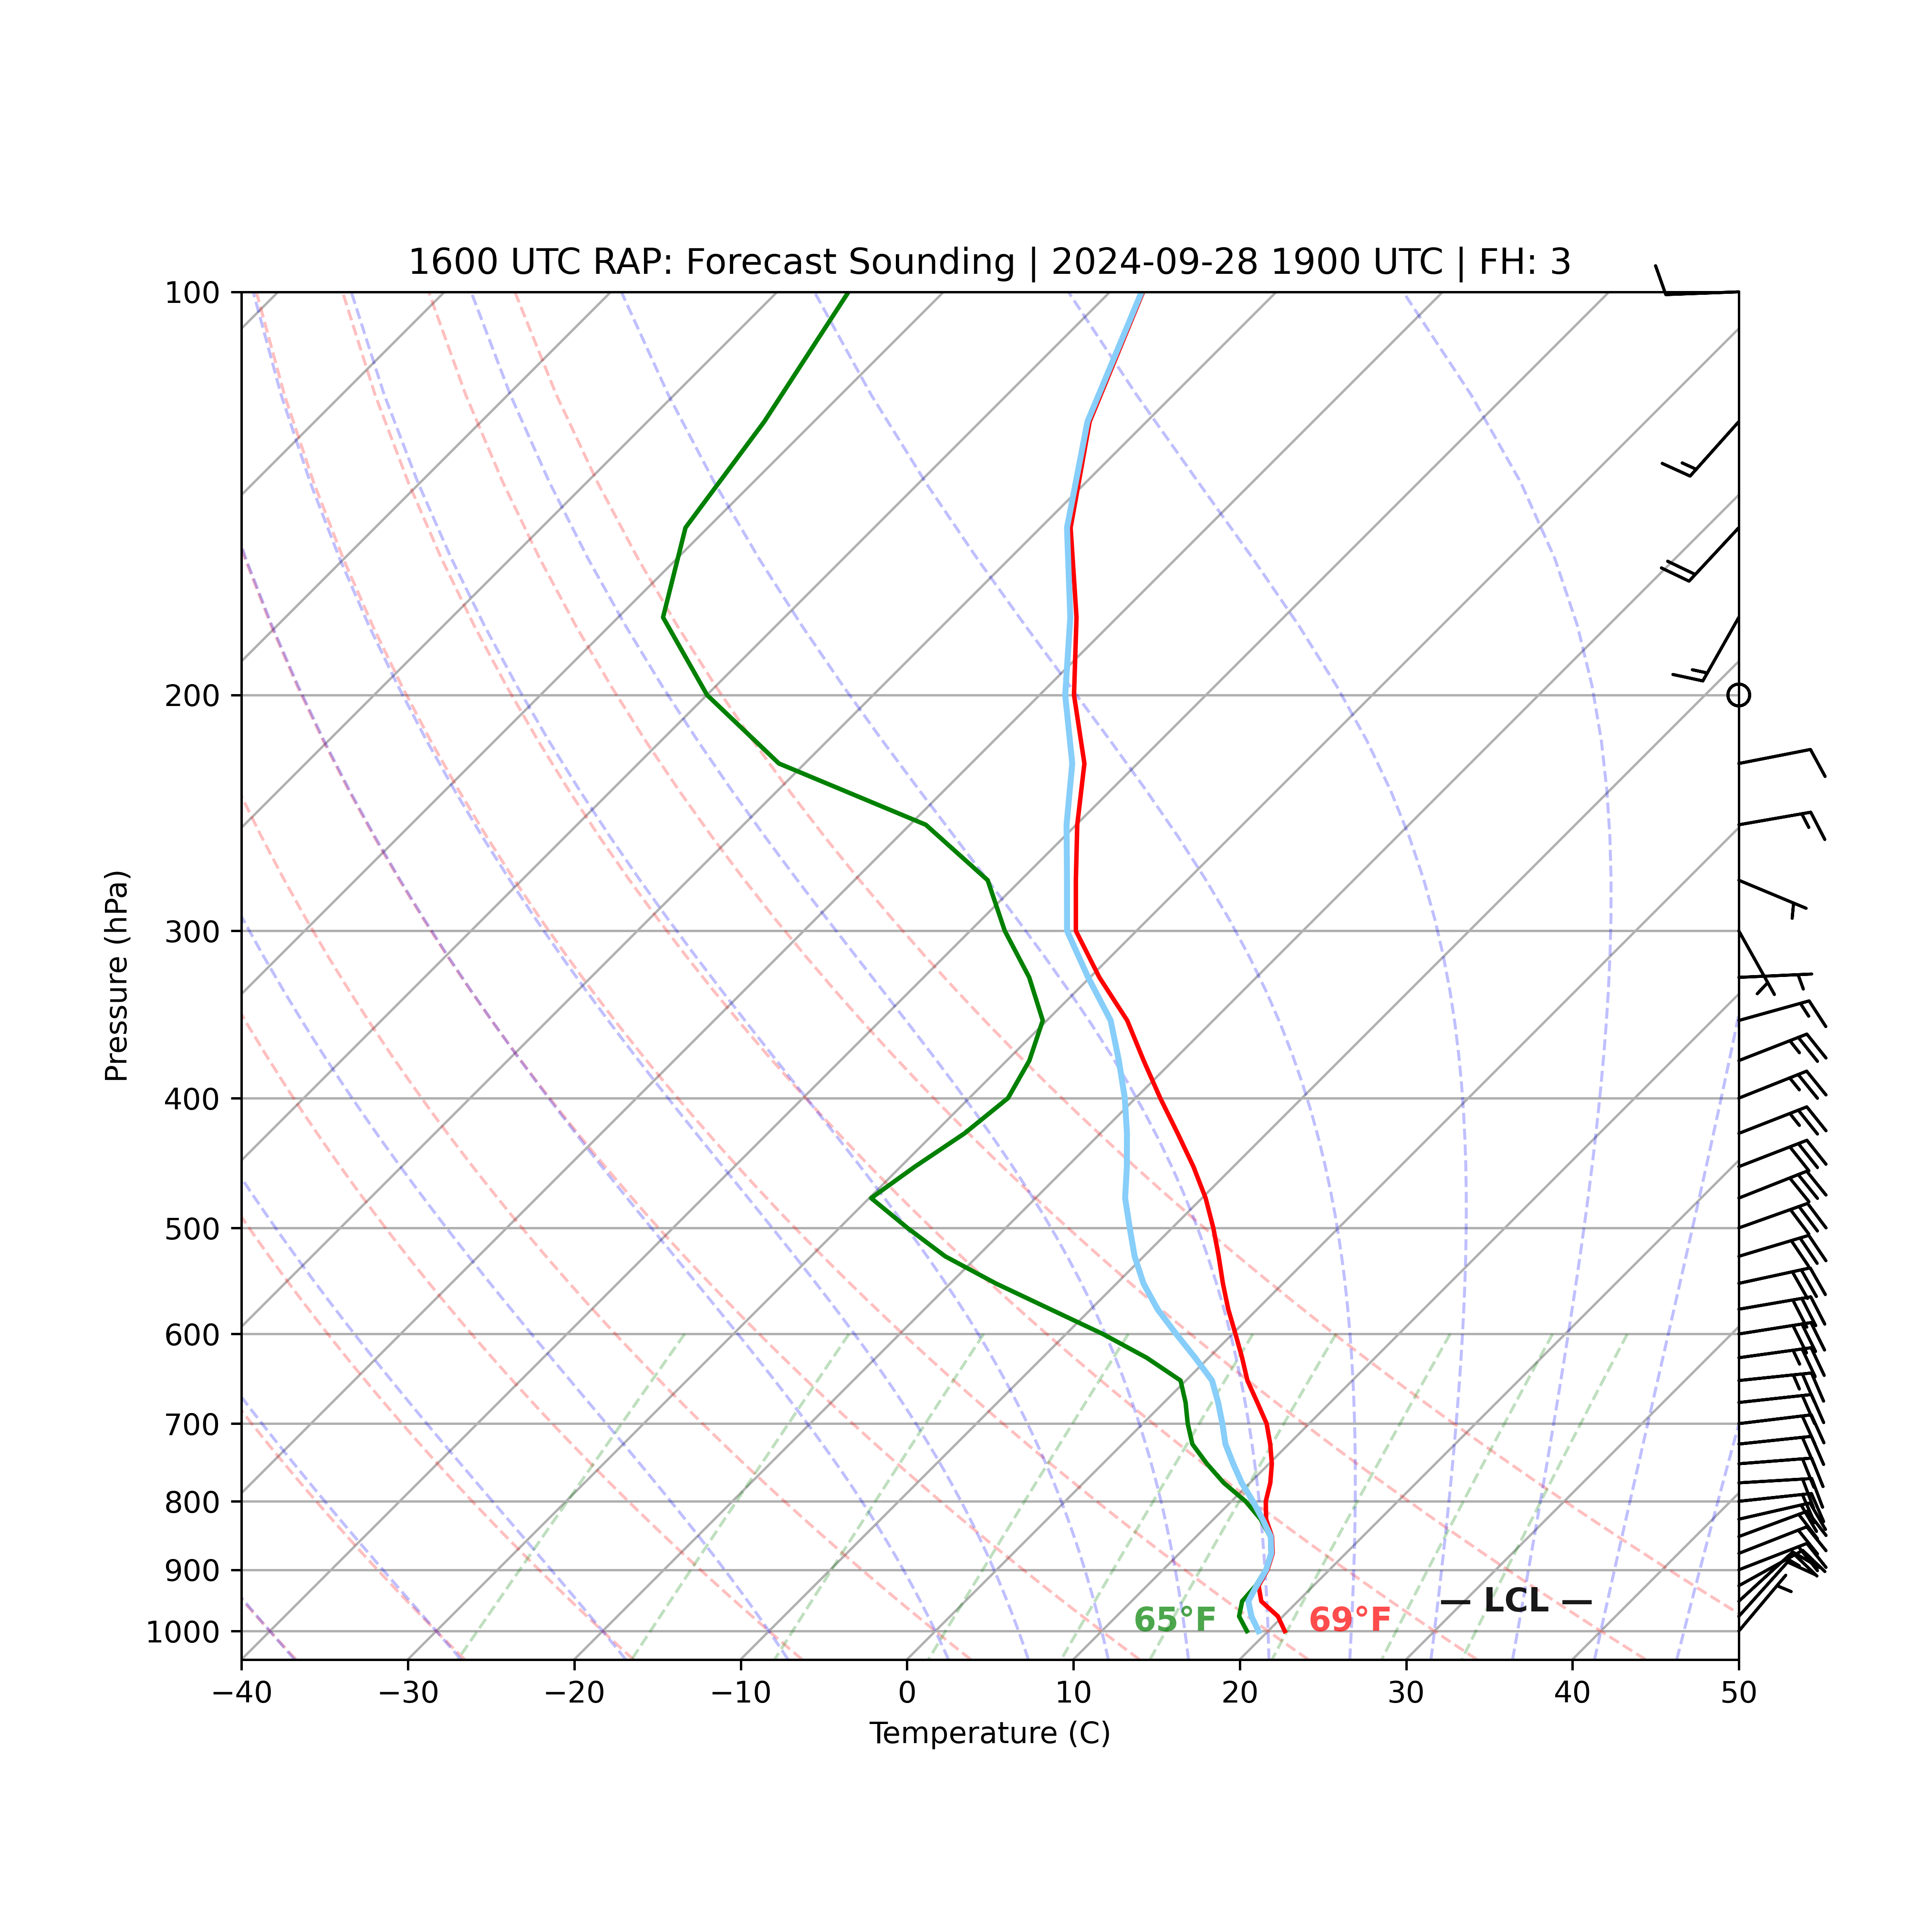 1600 UTC RAP: Forecast Sounding | 2024-09-28 1900 UTC | FH: 3
100
200
300
400
500
600
700
800
900
1000
Pressure (hPa)
65°F
69°F
— LCL —
−40 −30 −20 −10 0 10 20 30 40 50
Temperature (C)